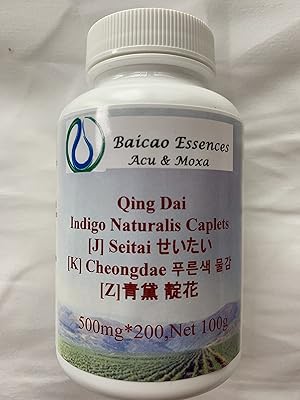 Baicao Essences
Acu & Moxa
Qing Dai
Indigo Naturalis Caplets
[J] Seitai せいたい
[K] Cheongdae 푸른색 물감
[Z]青黛 靛花
500mg*200,Net 100g